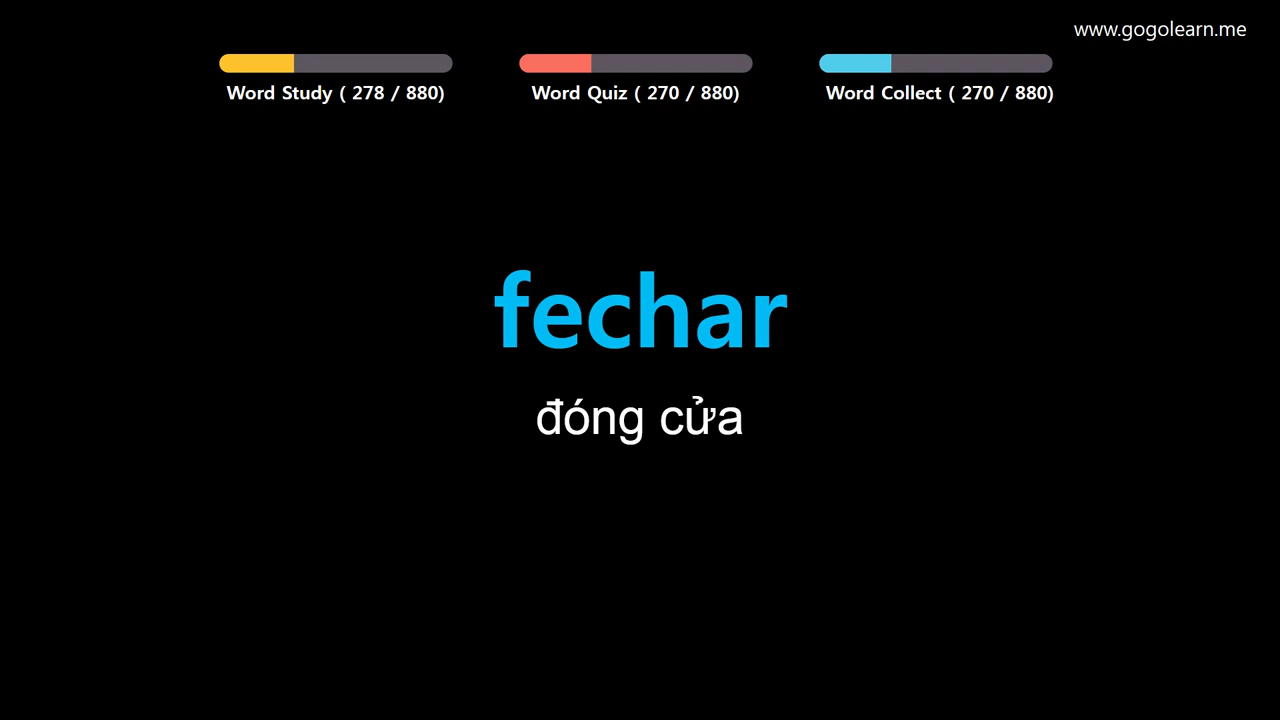 www.gogolearn.me
Word Study ( 278 / 880)
Word Quiz ( 270 / 880)
Word Collect ( 270 / 880)
fechar
đóng cửa